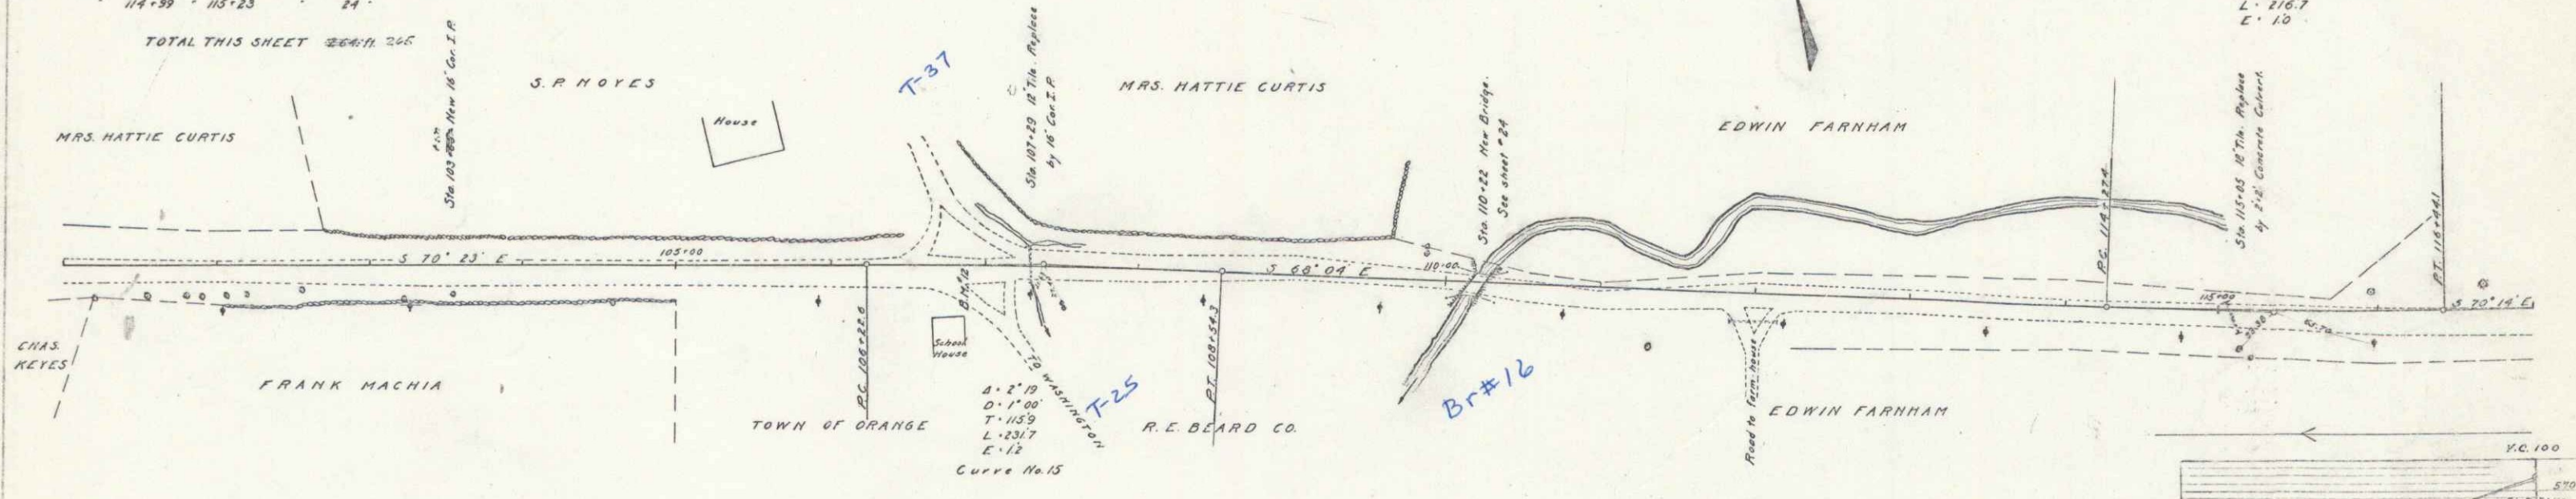 114+99 " 115+23 " 24 "
TOTAL THIS SHEET 265
L = 216.7
E = 1.0
MRS. HATTIE CURTIS
New 16" Cor. I.P.
S. P. NOYES
House
T-37
Sta. 107+29 12" Tile. Replace
by 16" Cor. I.P.
MRS. HATTIE CURTIS
Sta. 110+22 New Bridge.
See sheet #24
EDWIN FARNHAM
P.C. 114+27.4
Sta. 115+05 12" Tile. Replace
by 2'x2' Concrete Culvert.
P.T. 116+44.1
S 70° 23' E
105+00
S 68° 04' E
110+00
115+00
S 70° 14' E
B.M. 12
School
House
CHAS.
KEYES
FRANK MACHIA
P.C. 106+22.6
TOWN OF ORANGE
TO WASHINGTON
T-25
Δ = 2° 19'
D = 1° 00'
T = 115.9
L = 231.7
E = 1.2
Curve No. 15
P.T. 108+54.3
R. E. BEARD CO.
Br#16
Road to farm house
EDWIN FARNHAM
V.C. 100